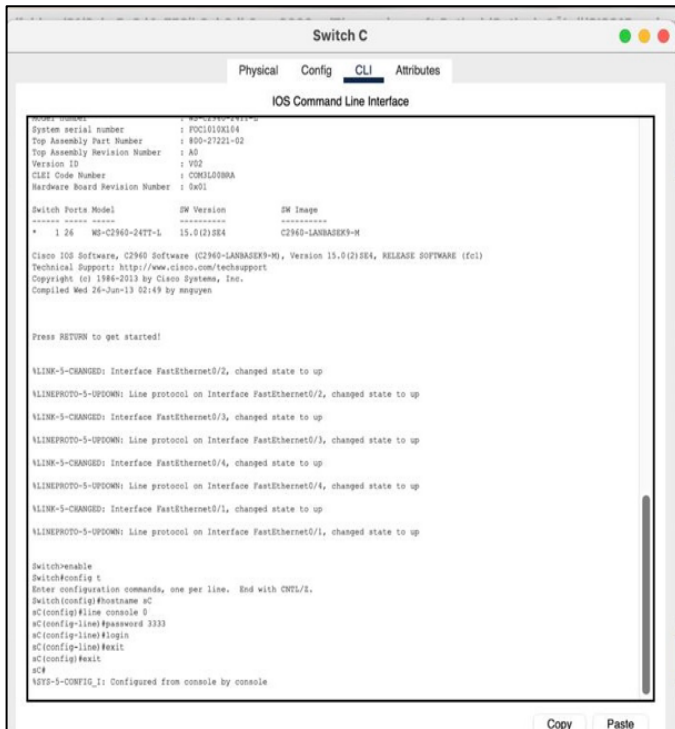 Switch C
Physical Config CLI Attributes
IOS Command Line Interface
Model number : WS-C2960-24TT-L
System serial number : FOC1010X104
Top Assembly Part Number : 800-27221-02
Top Assembly Revision Number : A0
Version ID : V02
CLEI Code Number : COM3L00BRA
Hardware Board Revision Number : 0x01
Switch Ports Model SW Version SW Image
------ ----- ----- ---------- ----------
* 1 26 WS-C2960-24TT-L 15.0(2)SE4 C2960-LANBASEK9-M
Cisco IOS Software, C2960 Software (C2960-LANBASEK9-M), Version 15.0(2)SE4, RELEASE SOFTWARE (fc1)
Technical Support: http://www.cisco.com/techsupport
Copyright (c) 1986-2013 by Cisco Systems, Inc.
Compiled Wed 26-Jun-13 02:49 by mnguyen
Press RETURN to get started!
%LINK-5-CHANGED: Interface FastEthernet0/2, changed state to up
%LINEPROTO-5-UPDOWN: Line protocol on Interface FastEthernet0/2, changed state to up
%LINK-5-CHANGED: Interface FastEthernet0/3, changed state to up
%LINEPROTO-5-UPDOWN: Line protocol on Interface FastEthernet0/3, changed state to up
%LINK-5-CHANGED: Interface FastEthernet0/4, changed state to up
%LINEPROTO-5-UPDOWN: Line protocol on Interface FastEthernet0/4, changed state to up
%LINK-5-CHANGED: Interface FastEthernet0/1, changed state to up
%LINEPROTO-5-UPDOWN: Line protocol on Interface FastEthernet0/1, changed state to up
Switch>enable
Switch#config t
Enter configuration commands, one per line. End with CNTL/Z.
Switch(config)#hostname sC
sC(config)#line console 0
sC(config-line)#password 3333
sC(config-line)#login
sC(config-line)#exit
sC(config)#exit
sC#
%SYS-5-CONFIG_I: Configured from console by console
Copy Paste